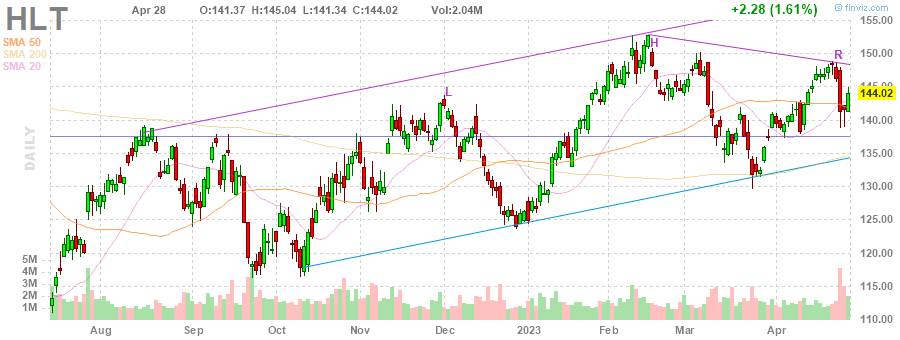 HLT Apr 28 O:141.37 H:145.04 L:141.34 C:144.02 Vol:2.04M +2.28 (1.61%) © finviz.com
SMA 50
SMA 200
SMA 20
DAILY
155.00
150.00
145.00
144.02
140.00
135.00
130.00
125.00
120.00
115.00
110.00
L
H
R
5M
4M
3M
2M
1M
Aug Sep Oct Nov Dec 2023 Feb Mar Apr